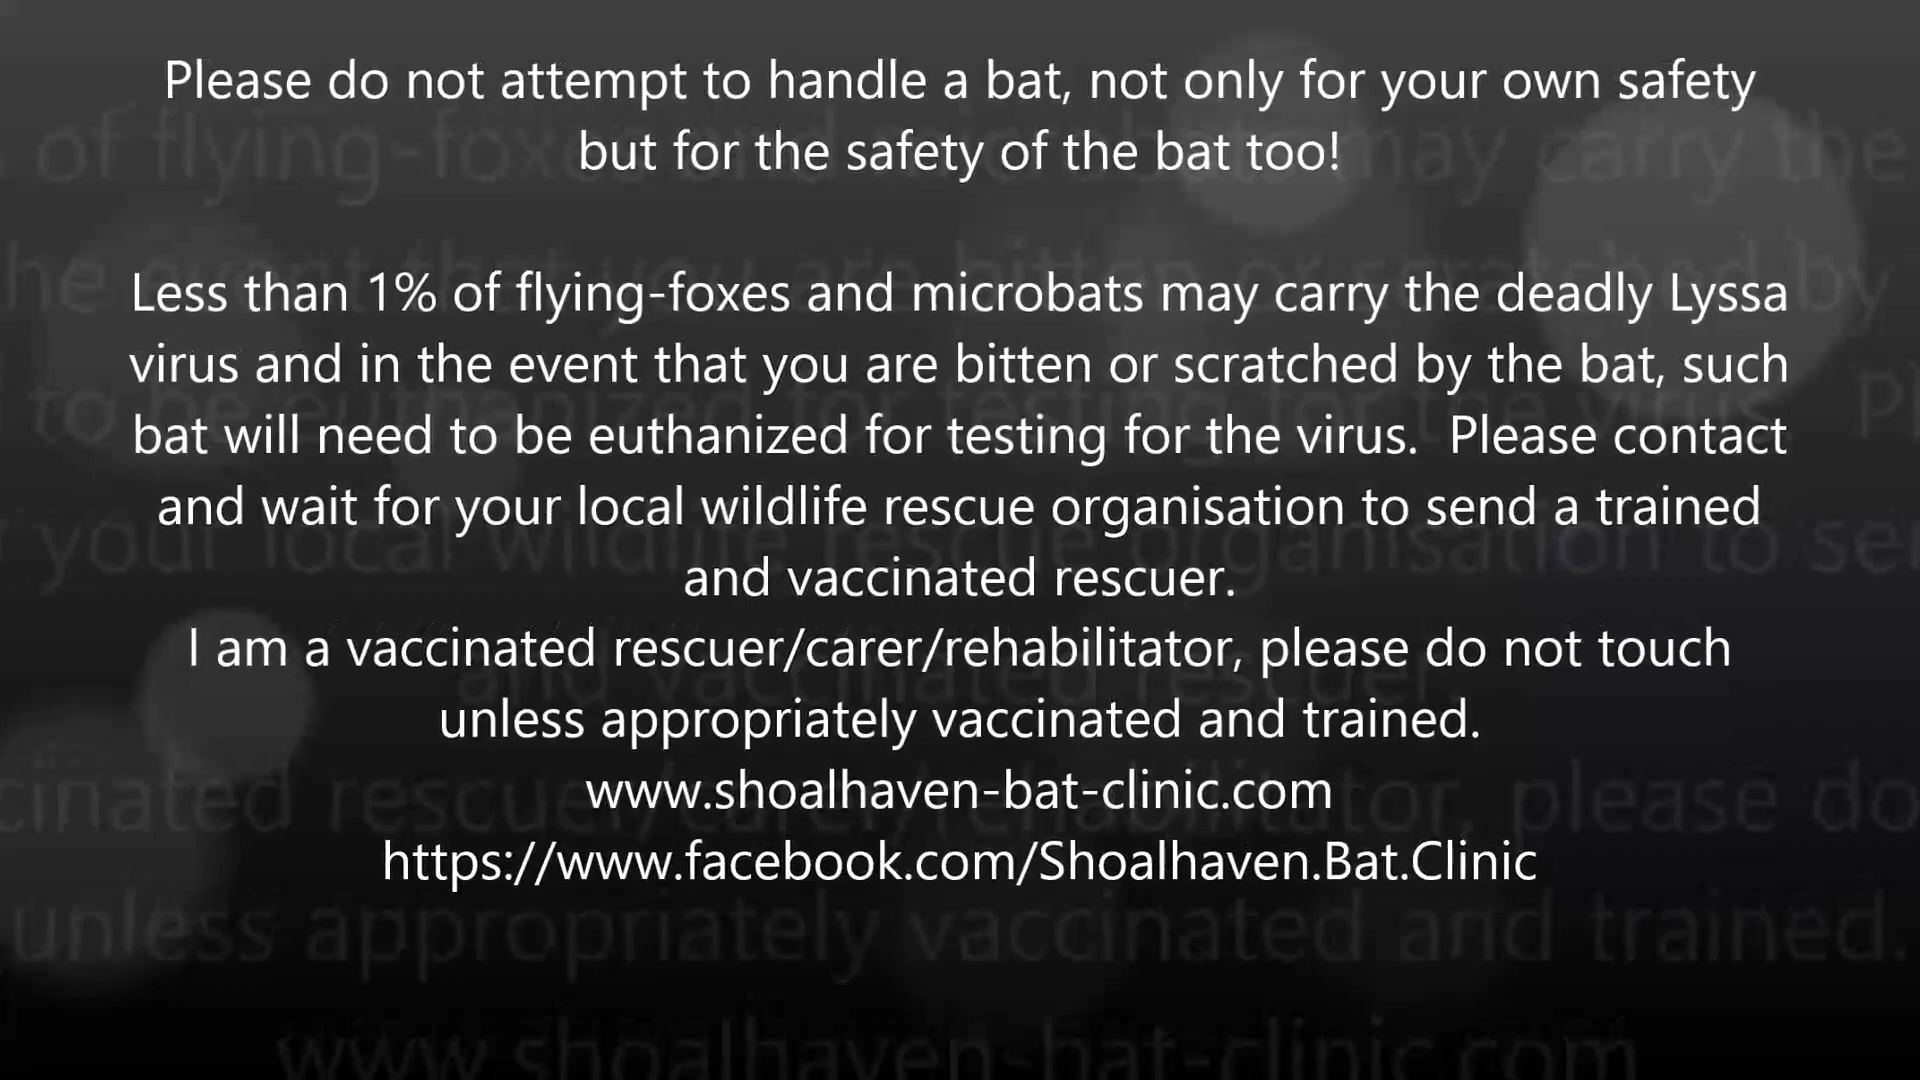 Please do not attempt to handle a bat, not only for your own safety
but for the safety of the bat too!
Less than 1% of flying-foxes and microbats may carry the deadly Lyssa
virus and in the event that you are bitten or scratched by the bat, such
bat will need to be euthanized for testing for the virus.  Please contact
and wait for your local wildlife rescue organisation to send a trained
and vaccinated rescuer.
I am a vaccinated rescuer/carer/rehabilitator, please do not touch
unless appropriately vaccinated and trained.
www.shoalhaven-bat-clinic.com
https://www.facebook.com/Shoalhaven.Bat.Clinic